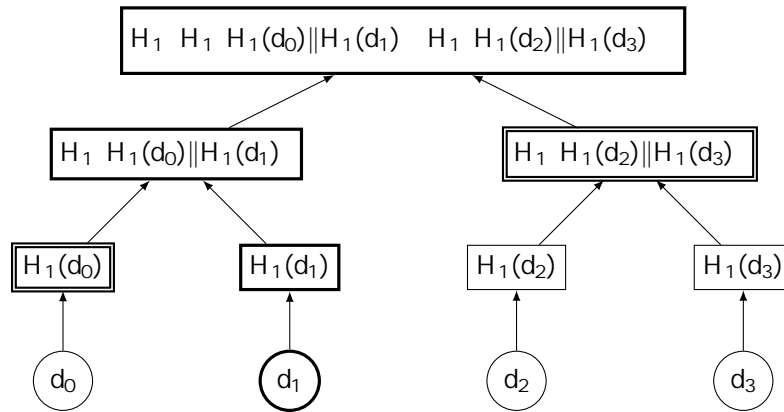 H₁ H₁ H₁(d₀)‖H₁(d₁) H₁ H₁(d₂)‖H₁(d₃)
H₁ H₁(d₀)‖H₁(d₁) H₁ H₁(d₂)‖H₁(d₃)
H₁(d₀) H₁(d₁) H₁(d₂) H₁(d₃)
d₀ d₁ d₂ d₃